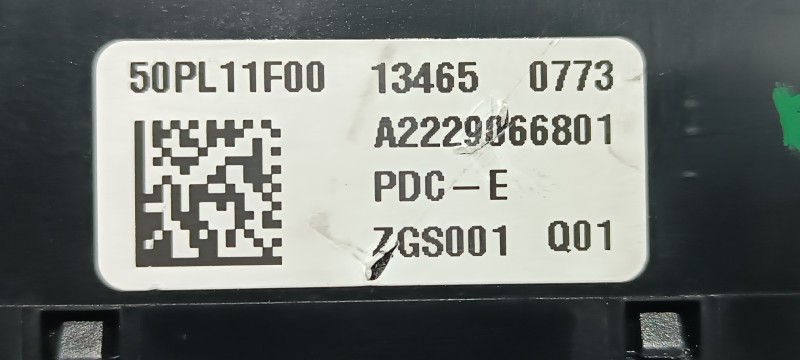 50PL11F00 13465 0773
A2229066801
PDC-E
ZGS001 Q01